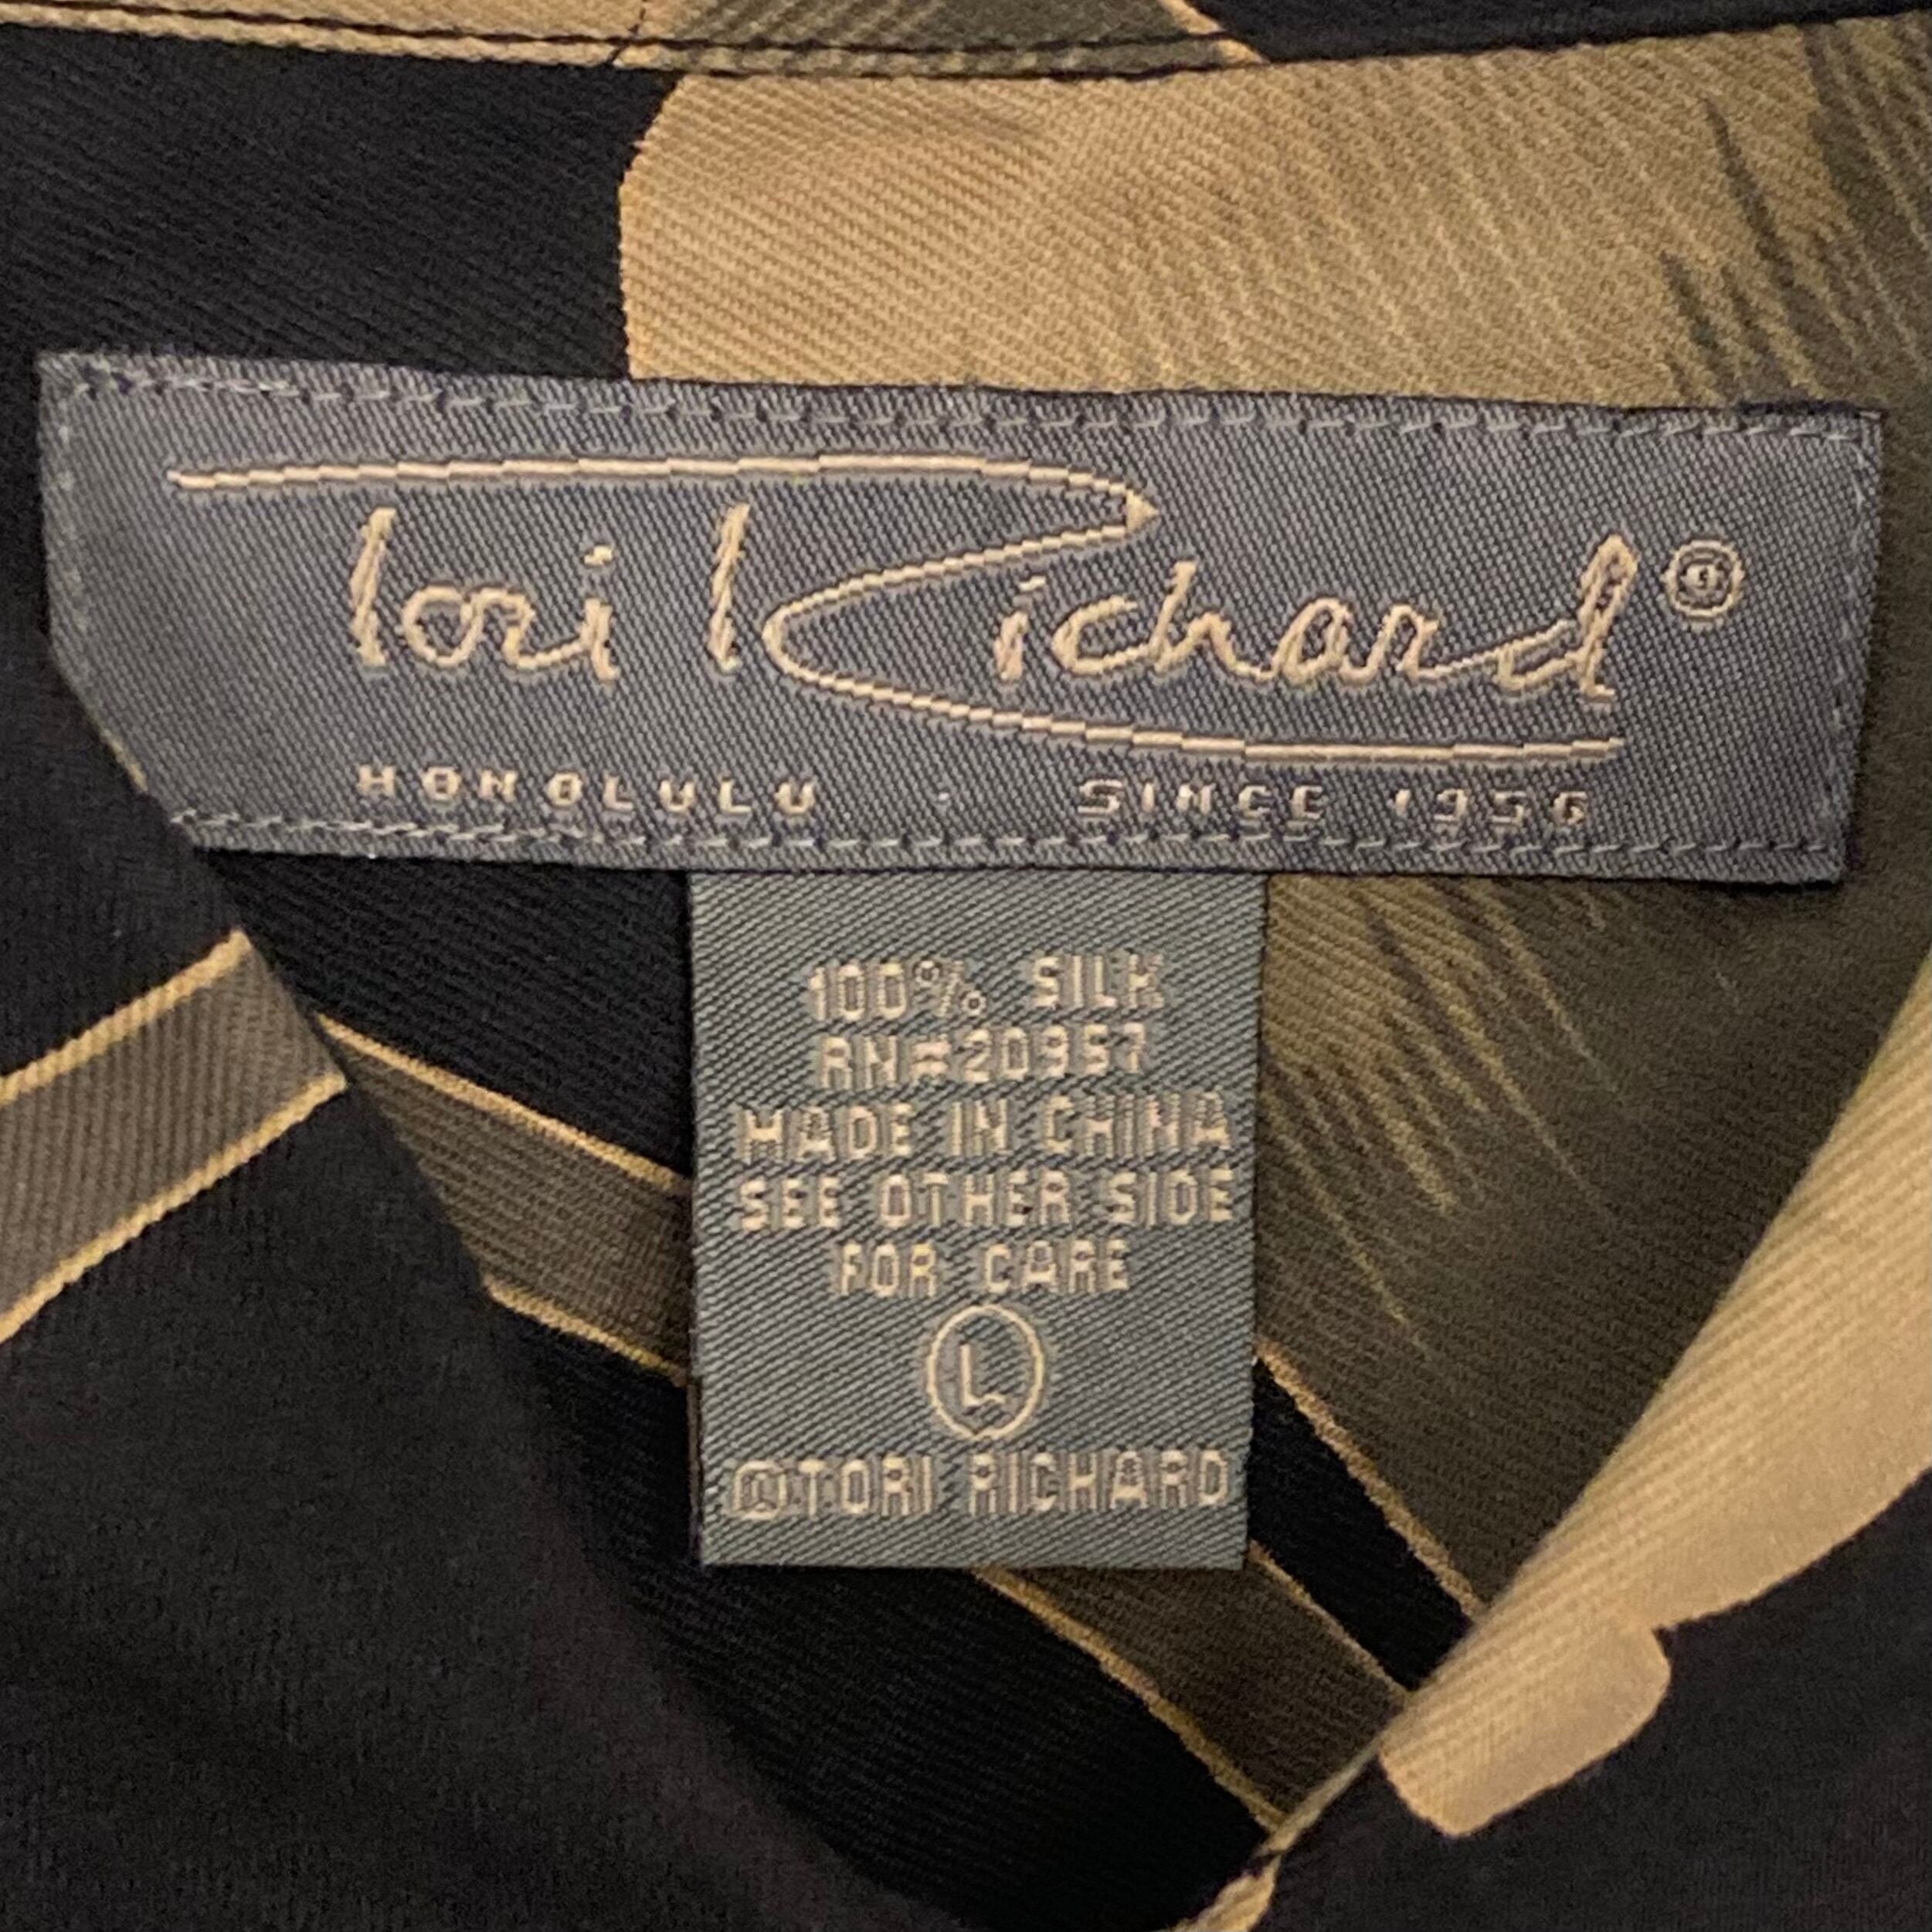 Tori Richard®
HONOLULU · SINCE 1956
100% SILK
RN#20957
MADE IN CHINA
SEE OTHER SIDE
FOR CARE
L
©TORI RICHARD